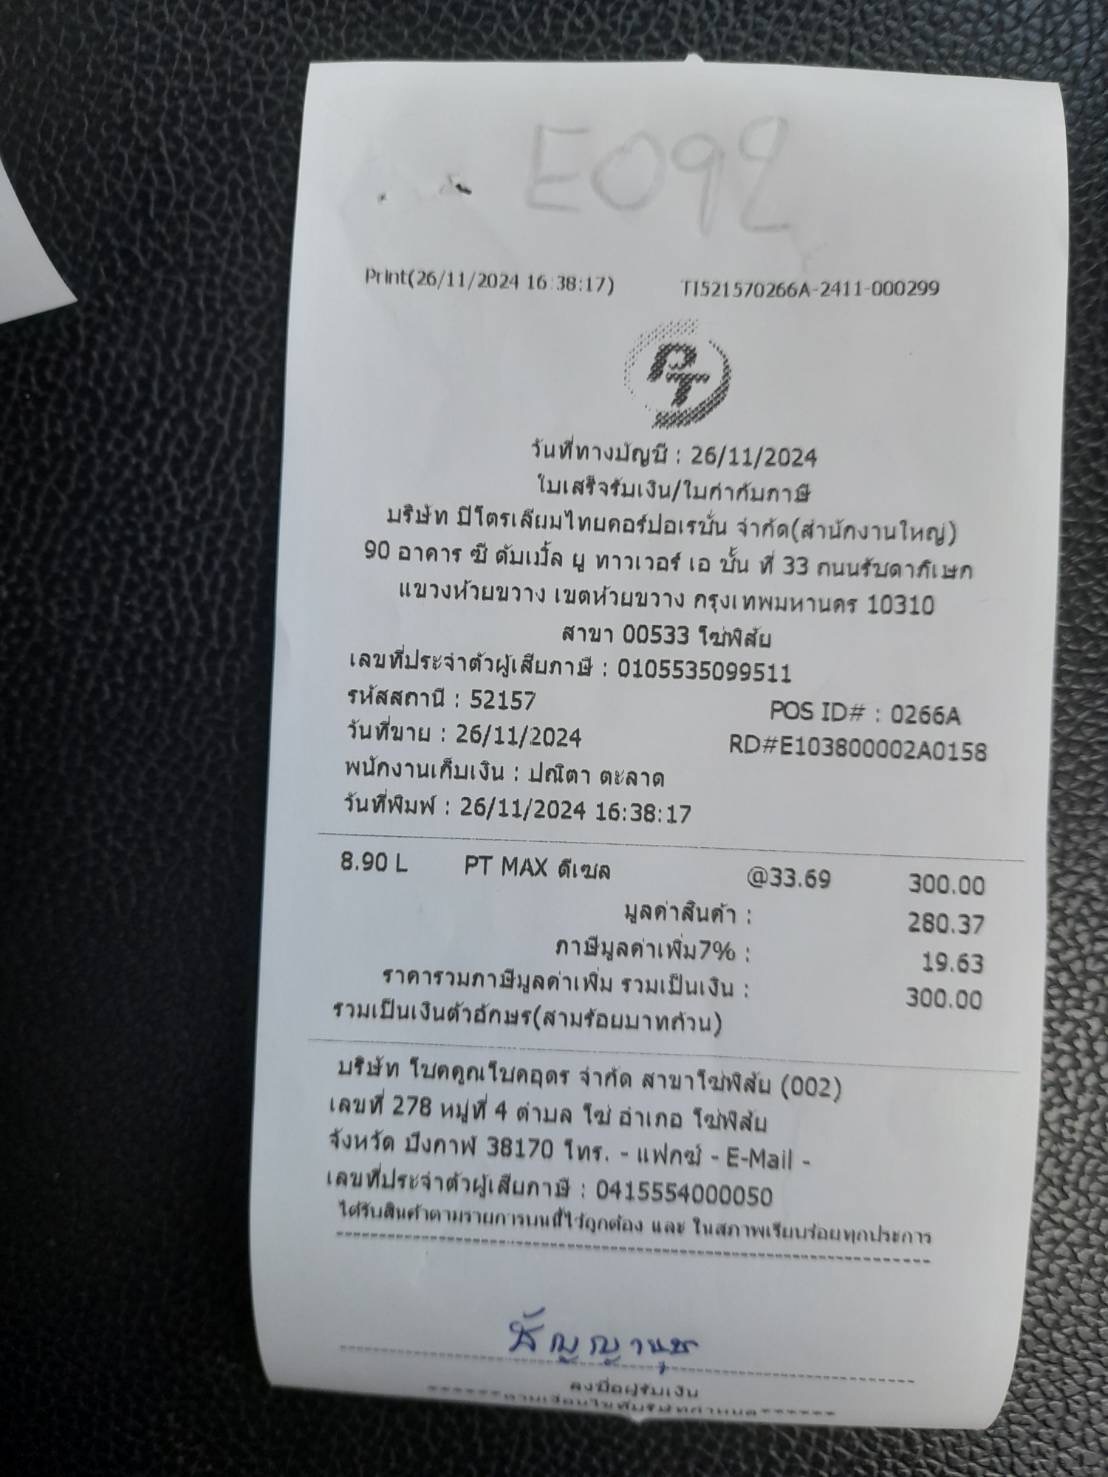 E092
Print(26/11/2024 16:38:17) TI521570266A-2411-000299
PT
วันที่ทางบัญชี : 26/11/2024
ใบเสร็จรับเงิน/ใบกำกับภาษี
บริษัท ปิโตรเลียมไทยคอร์ปอเรชั่น จำกัด(สำนักงานใหญ่)
90 อาคาร ซี ดับเบิ้ล ยู ทาวเวอร์ เอ ชั้น ที่ 33 ถนนรัชดาภิเษก
แขวงห้วยขวาง เขตห้วยขวาง กรุงเทพมหานคร 10310
สาขา 00533 โซ่พิสัย
เลขที่ประจำตัวผู้เสียภาษี : 0105535099511
รหัสสถานี : 52157 POS ID# : 0266A
วันที่ขาย : 26/11/2024 RD#E103800002A0158
พนักงานเก็บเงิน : ปณิตา ตะลาด
วันที่พิมพ์ : 26/11/2024 16:38:17
8.90 L PT MAX ดีเซล @33.69 300.00
มูลค่าสินค้า : 280.37
ภาษีมูลค่าเพิ่ม7% : 19.63
ราคารวมภาษีมูลค่าเพิ่ม รวมเป็นเงิน : 300.00
รวมเป็นเงินตัวอักษร(สามร้อยบาทถ้วน)
บริษัท โชคคูณโชคอุดร จำกัด สาขาโซ่พิสัย (002)
เลขที่ 278 หมู่ที่ 4 ตำบล โซ่ อำเภอ โซ่พิสัย
จังหวัด บึงกาฬ 38170 โทร. - แฟกซ์ - E-Mail -
เลขที่ประจำตัวผู้เสียภาษี : 0415554000050
ได้รับสินค้าตามรายการบนนี้ไว้ถูกต้อง และ ในสภาพเรียบร้อยทุกประการ
ชัญญานุช
ลงชื่อผู้รับเงิน